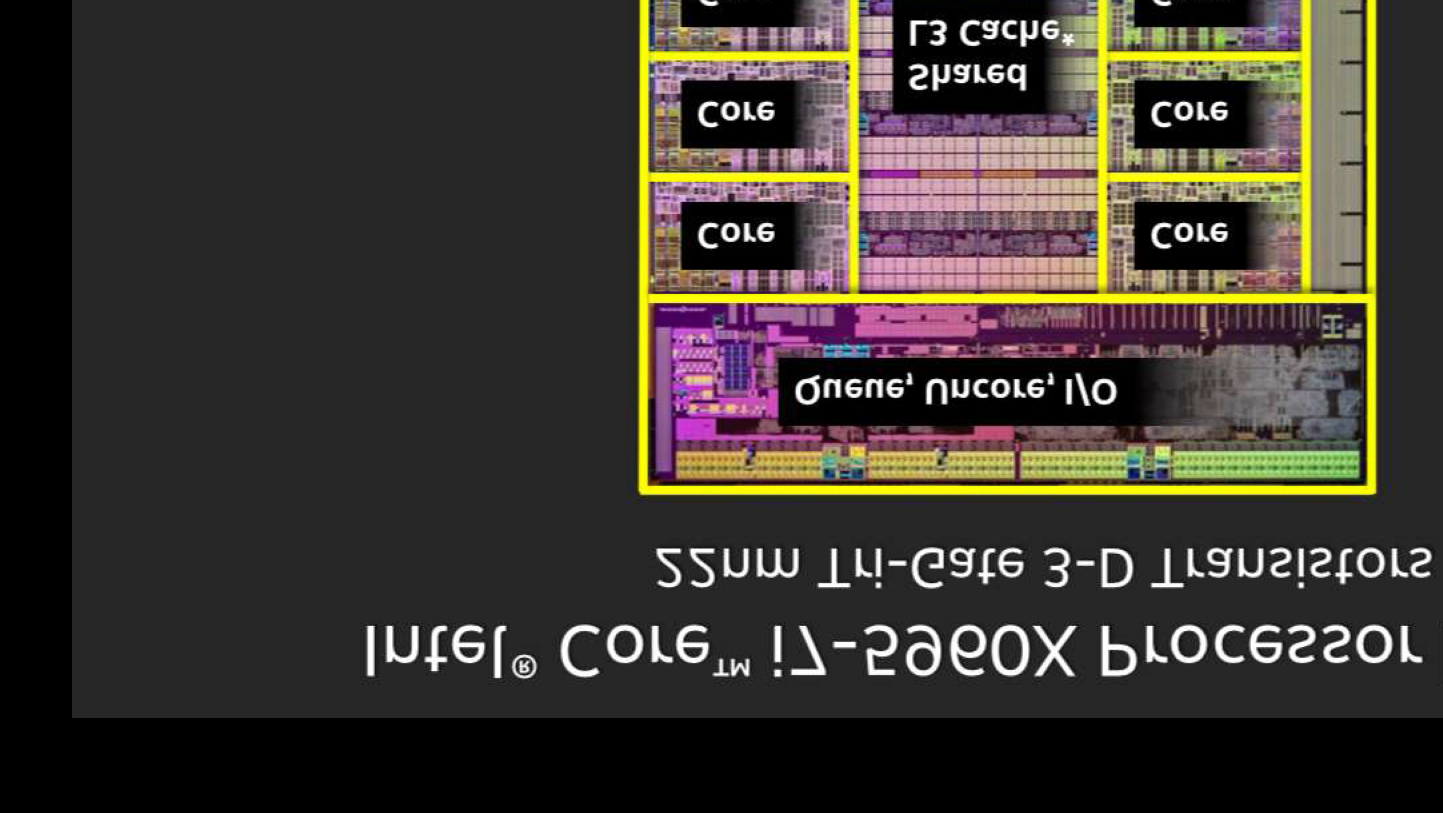 Intel® Core™ i7-5960X Processor
22nm Tri-Gate 3-D Transistors
Queue, Uncore, I/O
Core
Core
Core
Core
Shared
L3 Cache*